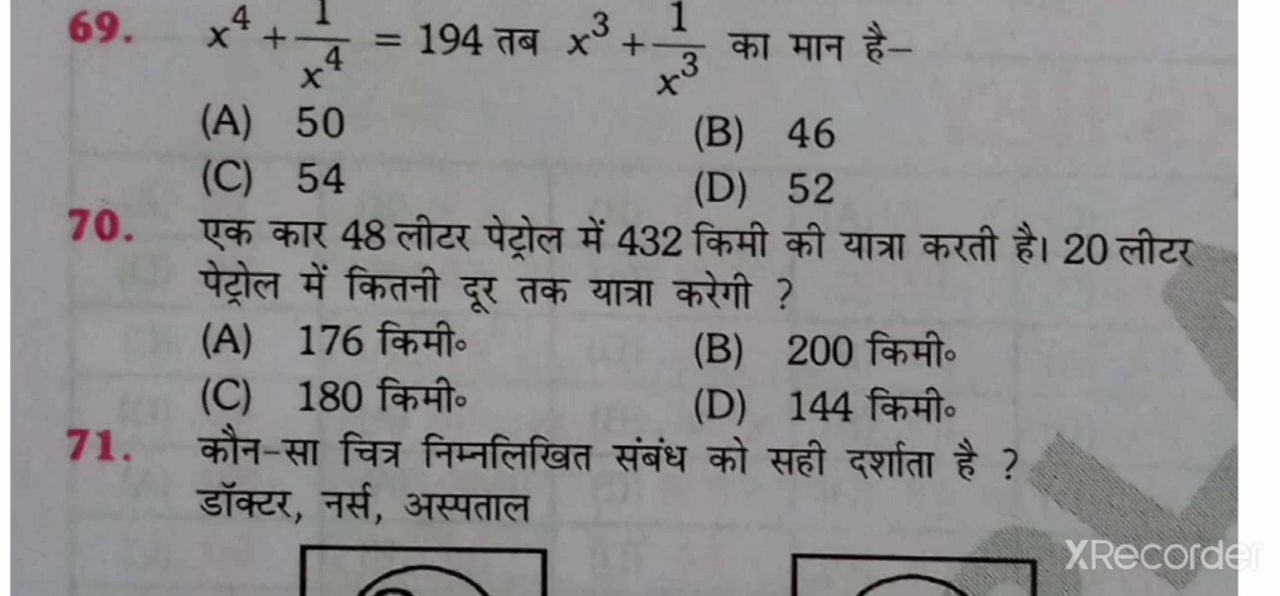 69. x⁴ + 1/x⁴ = 194 तब x³ + 1/x³ का मान है–
(A) 50 (B) 46
(C) 54 (D) 52
70. एक कार 48 लीटर पेट्रोल में 432 किमी की यात्रा करती है। 20 लीटर
पेट्रोल में कितनी दूर तक यात्रा करेगी ?
(A) 176 किमी॰ (B) 200 किमी॰
(C) 180 किमी॰ (D) 144 किमी॰
71. कौन-सा चित्र निम्नलिखित संबंध को सही दर्शाता है ?
डॉक्टर, नर्स, अस्पताल
XRecorder